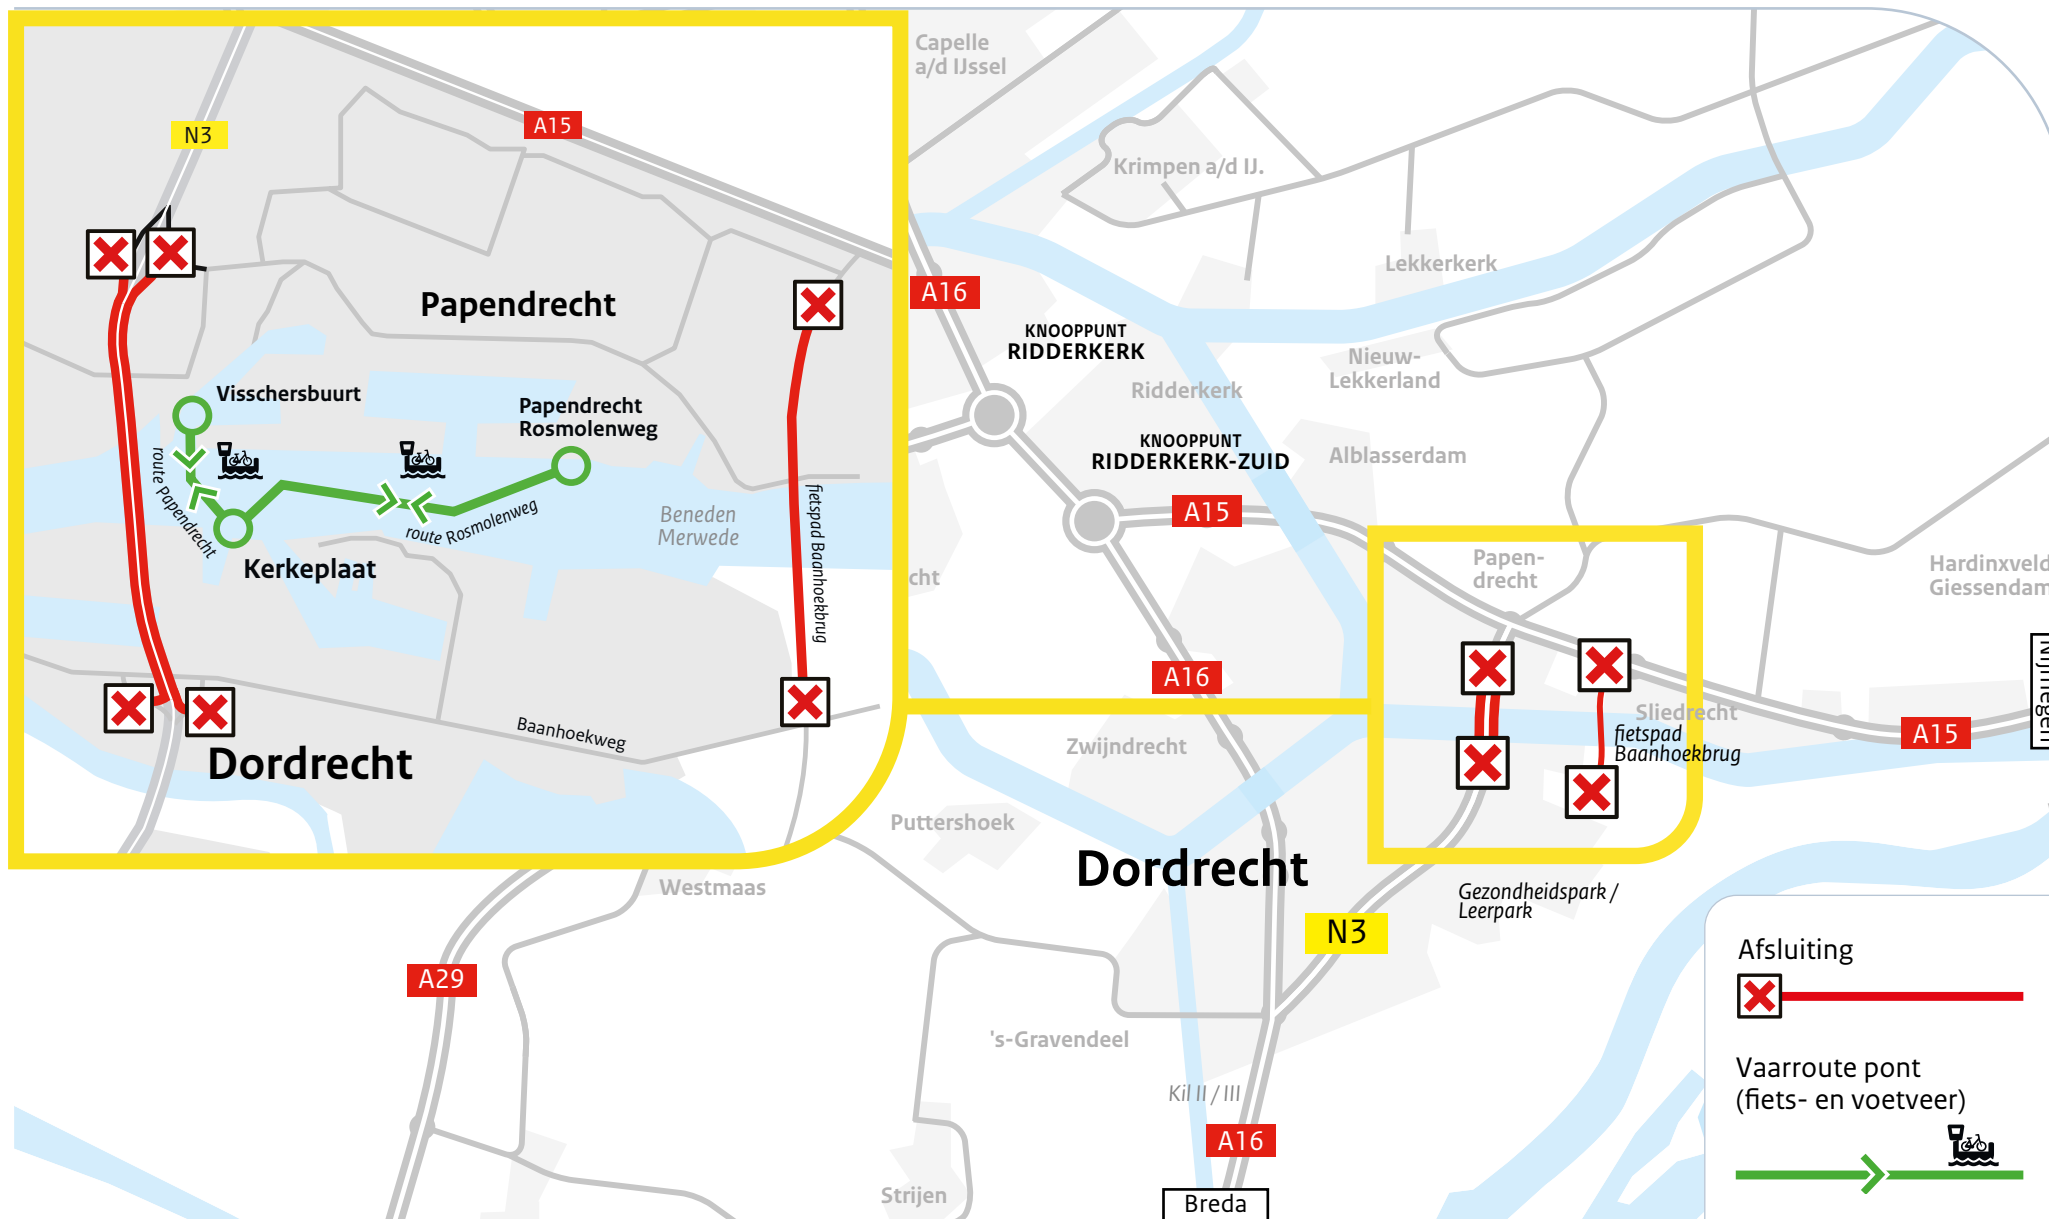 N3
A15
Papendrecht
Visschersbuurt
Papendrecht
Rosmolenweg
route Papendrecht
route Rosmolenweg
Kerkeplaat
Beneden
Merwede
fietspad Baanhoekbrug
Baanhoekweg
Dordrecht
Capelle
a/d IJssel
Krimpen a/d IJ.
Lekkerkerk
A16
KNOOPPUNT
RIDDERKERK
Nieuw-
Lekkerland
Ridderkerk
KNOOPPUNT
RIDDERKERK-ZUID
Alblasserdam
A15
Papen-
drecht
Hardinxveld
Giessendam
cht
A16
Nijmegen
Sliedrecht
fietspad
Baanhoekbrug
A15
Zwijndrecht
Puttershoek
Dordrecht
Westmaas
Gezondheidspark /
Leerpark
N3
A29
's-Gravendeel
Kil II / III
A16
Strijen
Breda
Afsluiting
Vaarroute pont
(fiets- en voetveer)